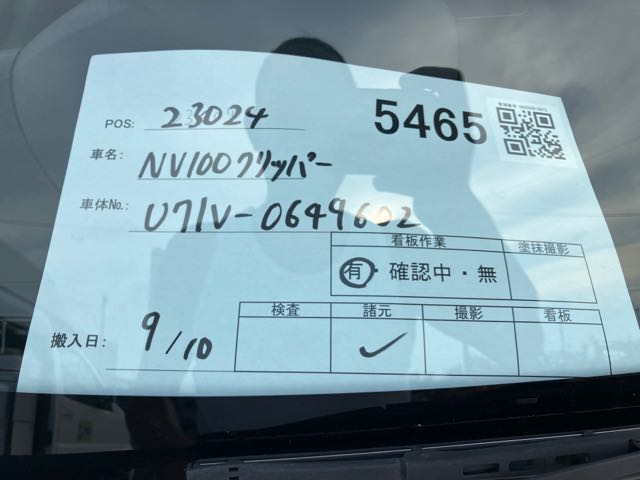 POS: 23024
5465
車名: NV100クリッパー
車体No.: U71V-0649602
看板作業 塗抹撮影
有・確認中・無
検査 諸元 撮影 看板
搬入日: 9/10 ✓